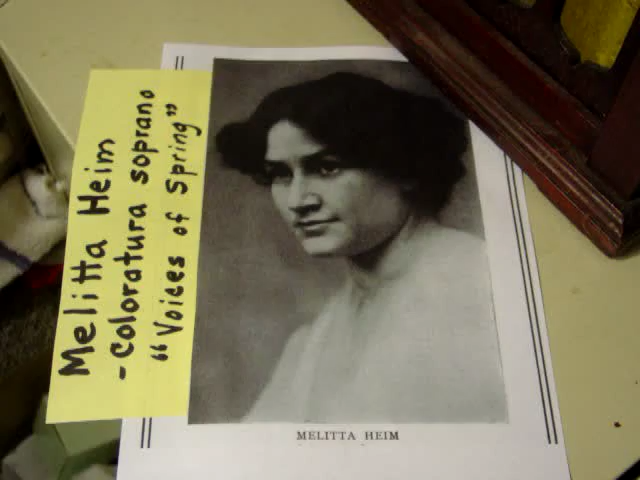 Melitta Heim
- coloratura soprano
"Voices of Spring"
MELITTA HEIM